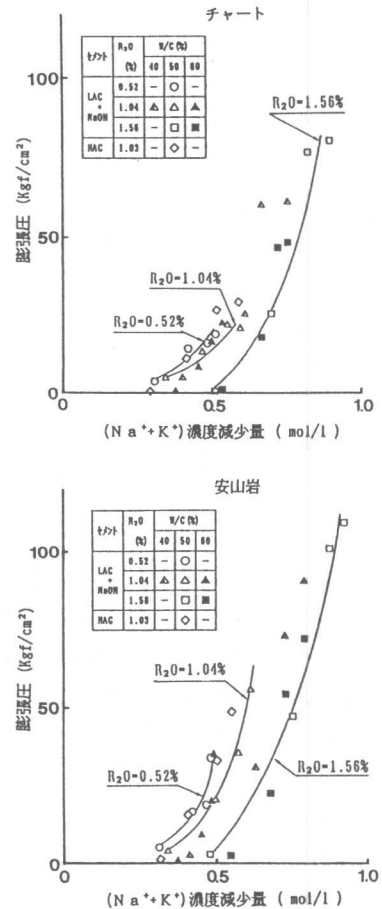 チャート
セメント R₂O (%) W/C(%)
40 50 60
LAC + NaOH 0.52 － ○ －
1.04 △ △ ▲
1.56 － □ ■
HAC 1.03 － ◇ －
R₂O=1.56%
R₂O=1.04%
R₂O=0.52%
100
50
0
膨張圧 (Kgf/cm²)
0 0.5 1.0
(Na⁺+K⁺)濃度減少量 ( mol/l )
安山岩
セメント R₂O (%) W/C(%)
40 50 60
LAC + NaOH 0.52 － ○ －
1.04 △ △ ▲
1.56 － □ ■
HAC 1.03 － ◇ －
R₂O=1.04%
R₂O=0.52%
R₂O=1.56%
100
50
0
膨張圧 (Kgf/cm²)
0.0 0.5 1.0
(Na⁺+K⁺)濃度減少量 ( mol/l )